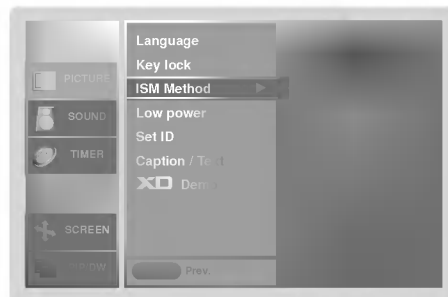 Language
Key lock
ISM Method
Low power
Set ID
Caption / Text
XD Demo
PICTURE
SOUND
TIMER
SCREEN
Prev.